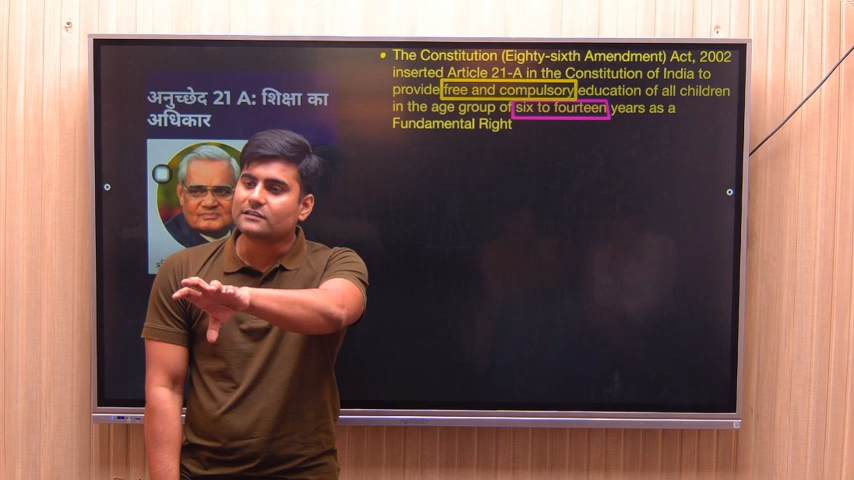 अनुच्छेद 21 A: शिक्षा का
अधिकार
The Constitution (Eighty-sixth Amendment) Act, 2002
inserted Article 21-A in the Constitution of India to
provide free and compulsory education of all children
in the age group of six to fourteen years as a
Fundamental Right